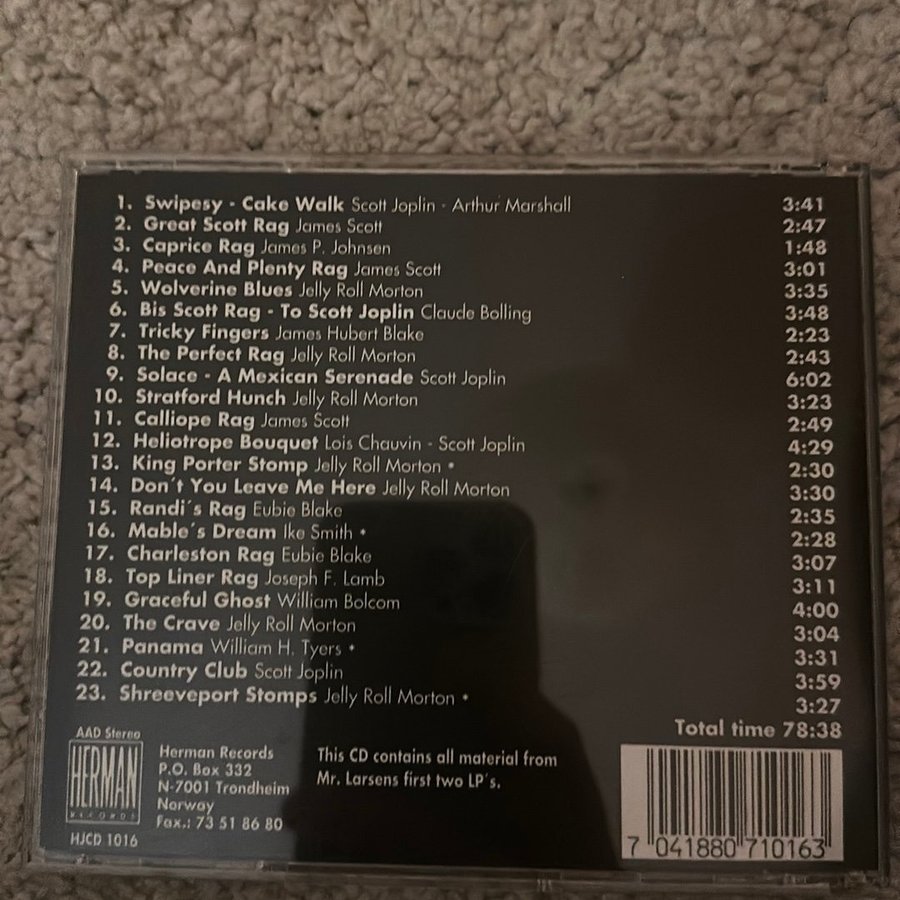 1. Swipesy - Cake Walk Scott Joplin - Arthur Marshall 3:41
2. Great Scott Rag James Scott 2:47
3. Caprice Rag James P. Johnsen 1:48
4. Peace And Plenty Rag James Scott 3:01
5. Wolverine Blues Jelly Roll Morton 3:35
6. Bis Scott Rag - To Scott Joplin Claude Bolling 3:48
7. Tricky Fingers James Hubert Blake 2:23
8. The Perfect Rag Jelly Roll Morton 2:43
9. Solace - A Mexican Serenade Scott Joplin 6:02
10. Stratford Hunch Jelly Roll Morton 3:23
11. Calliope Rag James Scott 2:49
12. Heliotrope Bouquet Lois Chauvin - Scott Joplin 4:29
13. King Porter Stomp Jelly Roll Morton * 2:30
14. Don´t You Leave Me Here Jelly Roll Morton 3:30
15. Randi´s Rag Eubie Blake 2:35
16. Mable´s Dream Ike Smith * 2:28
17. Charleston Rag Eubie Blake 3:07
18. Top Liner Rag Joseph F. Lamb 3:11
19. Graceful Ghost William Bolcom 4:00
20. The Crave Jelly Roll Morton 3:04
21. Panama William H. Tyers * 3:31
22. Country Club Scott Joplin 3:59
23. Shreeveport Stomps Jelly Roll Morton * 3:27
Total time 78:38
AAD Stereo
HERMAN
RECORDS
HJCD 1016
Herman Records
P.O. Box 332
N-7001 Trondheim
Norway
Fax.: 73 51 86 80
This CD contains all material from
Mr. Larsens first two LP´s.
7 041880 710163